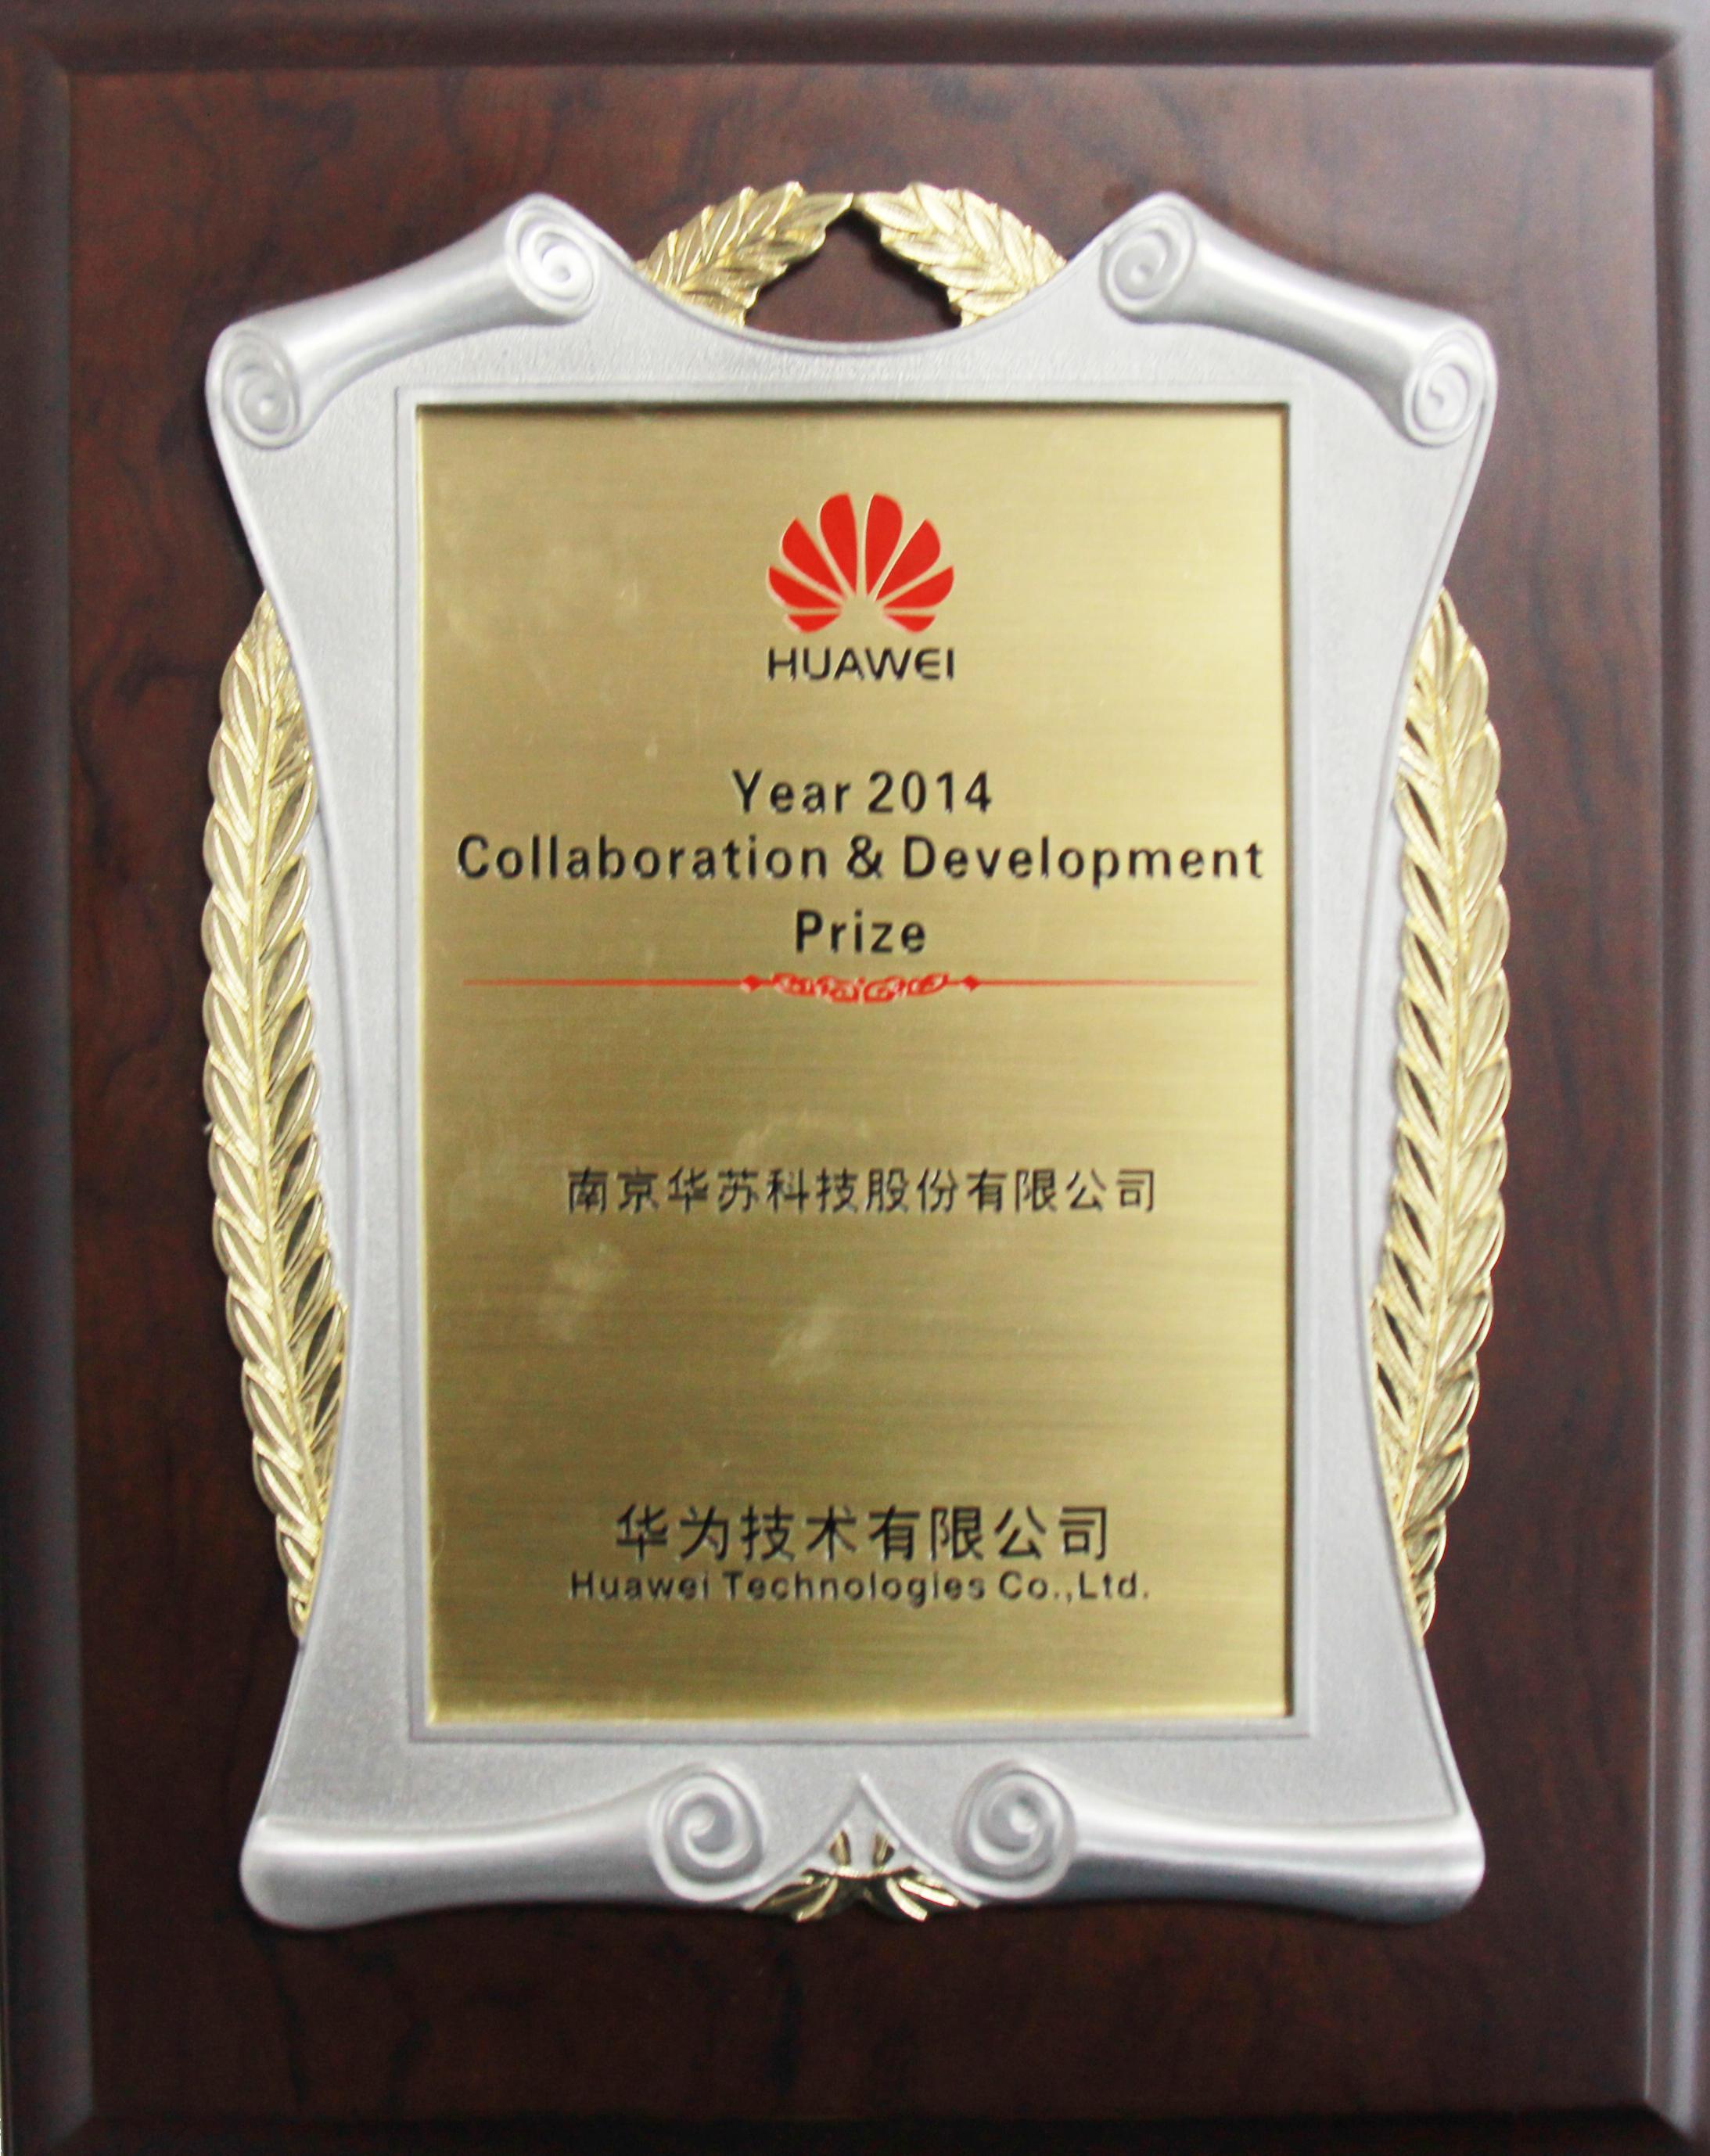 HUAWEI
Year 2014
Collaboration & Development
Prize
南京华苏科技股份有限公司
华为技术有限公司
Huawei Technologies Co.,Ltd.